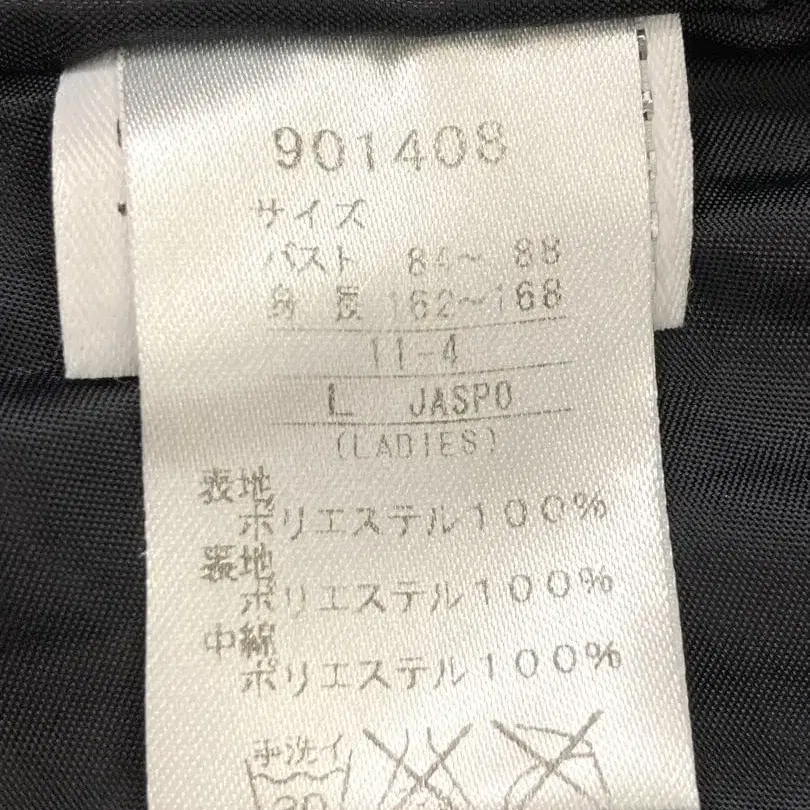 901408
サイズ
バスト 84～ 88
身長 162～168
11-4
L JASPO
(LADIES)
表地
ポリエステル100%
裏地
ポリエステル100%
中綿
ポリエステル100%
手洗イ
30